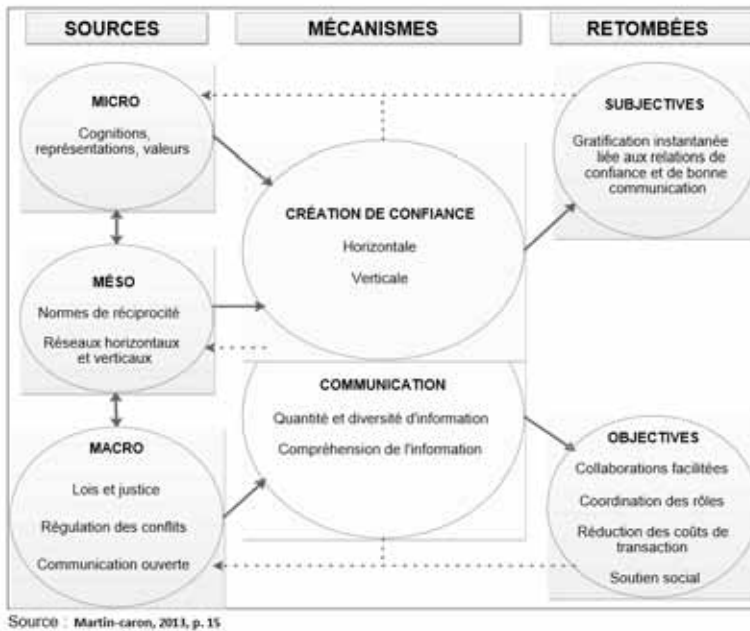 SOURCES
MÉCANISMES
RETOMBÉES
MICRO
Cognitions,
représentations, valeurs
MÉSO
Normes de réciprocité
Réseaux horizontaux
et verticaux
MACRO
Lois et justice
Régulation des conflits
Communication ouverte
CRÉATION DE CONFIANCE
Horizontale
Verticale
COMMUNICATION
Quantité et diversité d'information
Compréhension de l'information
SUBJECTIVES
Gratification instantanée
liée aux relations de
confiance et de bonne
communication
OBJECTIVES
Collaborations facilitées
Coordination des rôles
Réduction des coûts de
transaction
Soutien social
Source : Martin-caron, 2013, p. 15